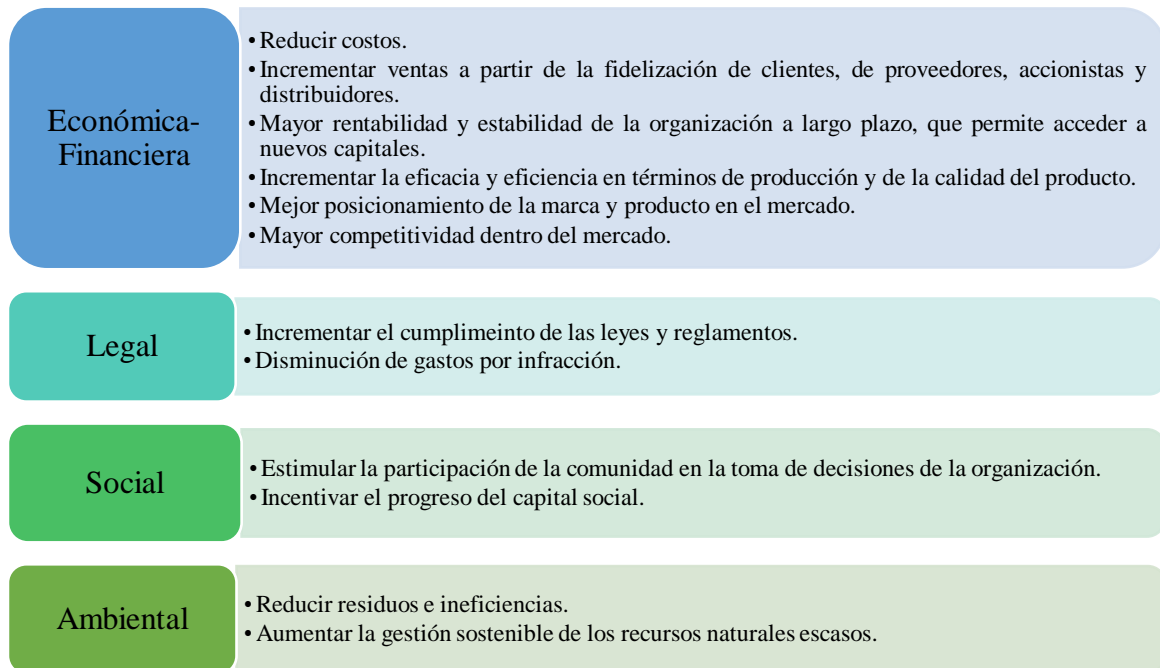 Económica-
Financiera
• Reducir costos.
• Incrementar ventas a partir de la fidelización de clientes, de proveedores, accionistas y
distribuidores.
• Mayor rentabilidad y estabilidad de la organización a largo plazo, que permite acceder a
nuevos capitales.
• Incrementar la eficacia y eficiencia en términos de producción y de la calidad del producto.
• Mejor posicionamiento de la marca y producto en el mercado.
• Mayor competitividad dentro del mercado.
Legal
• Incrementar el cumplimeinto de las leyes y reglamentos.
• Disminución de gastos por infracción.
Social
• Estimular la participación de la comunidad en la toma de decisiones de la organización.
• Incentivar el progreso del capital social.
Ambiental
• Reducir residuos e ineficiencias.
• Aumentar la gestión sostenible de los recursos naturales escasos.